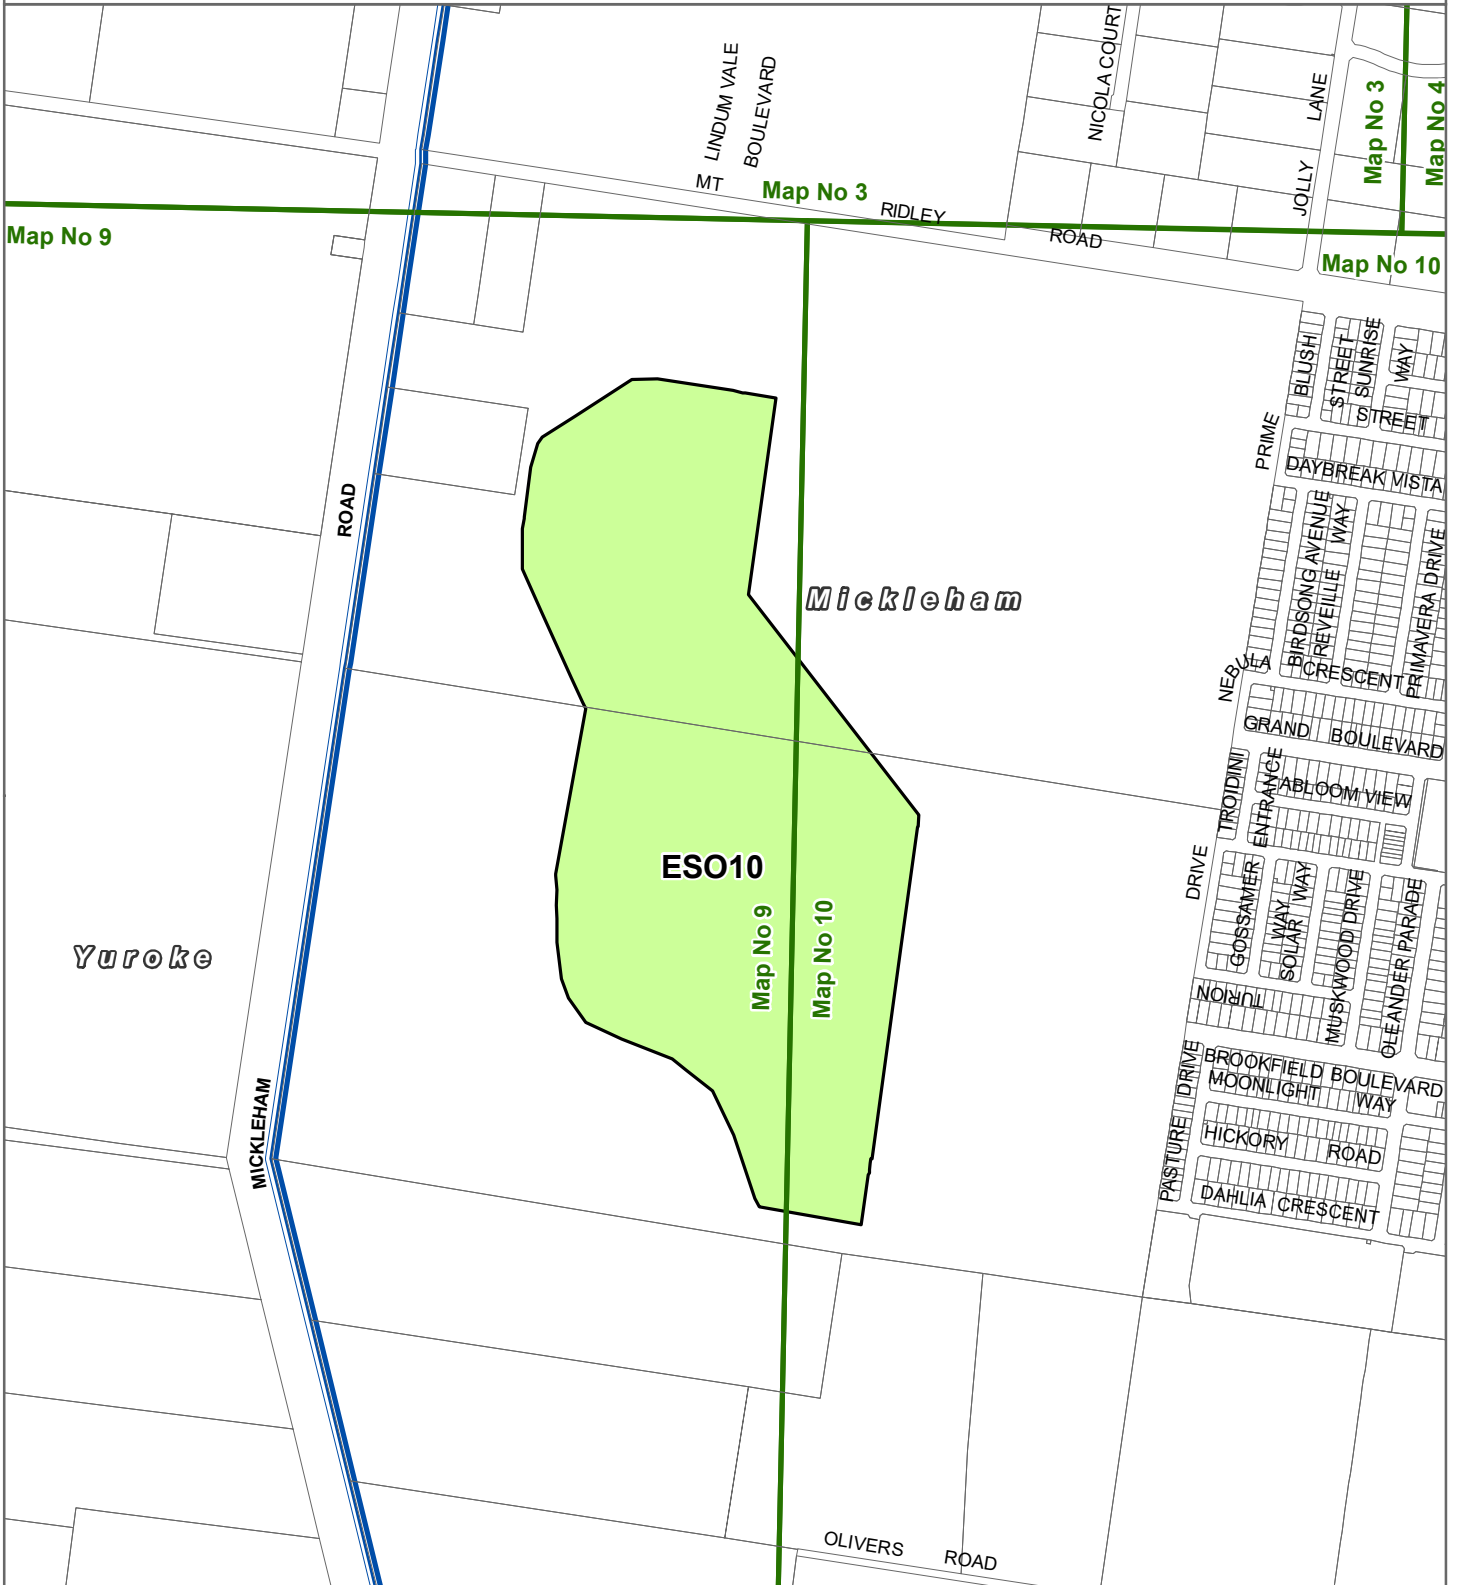 LINDUM VALE
BOULEVARD
NICOLA COURT
JOLLY LANE
Map No 3
Map No 4
MT RIDLEY ROAD
Map No 3
Map No 9
Map No 10
BLUSH STREET
SUNRISE WAY
STREET
PRIME
DAYBREAK VISTA
BIRDSONG AVENUE
REVEILLE WAY
PRIMAVERA DRIVE
ROAD
Mickleham
NEBULA CRESCENT
GRAND BOULEVARD
TROIDINI
ENTRANCE
ABLOOM VIEW
DRIVE
ESO10
GOSSAMER WAY
SOLAR WAY
MUSKWOOD DRIVE
OLEANDER PARADE
Map No 9
Map No 10
Yuroke
TURION
BROOKFIELD BOULEVARD
MOONLIGHT WAY
DRIVE
MICKLEHAM
PASTURE
HICKORY ROAD
DAHLIA CRESCENT
OLIVERS ROAD